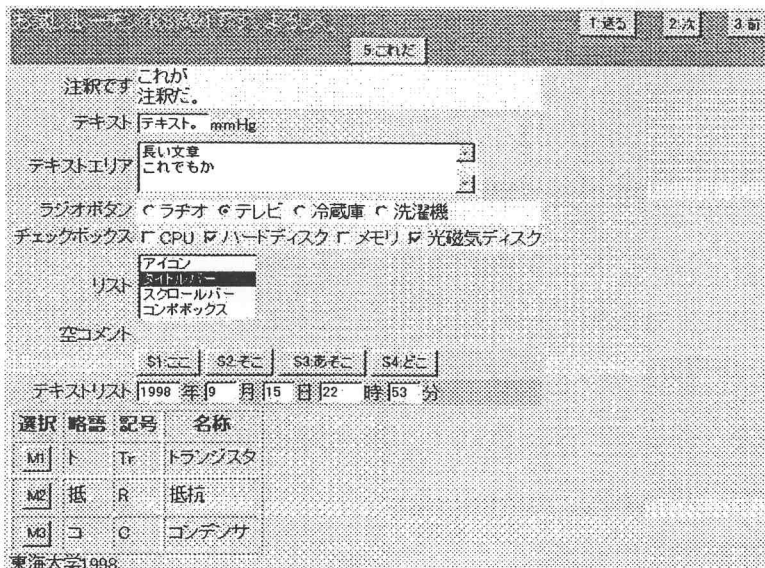 1:送る 2:次 3:前
5:これだ
注釈です これが
注釈だ。
テキスト テキスト。 mmHg
テキストエリア 長い文章
これでもか
ラジオボタン ラヂオ テレビ 冷蔵庫 洗濯機
チェックボックス CPU ハードディスク メモリ 光磁気ディスク
アイコン
リスト タイトルバー
スクロールバー
コンボボックス
空コメント
S1:ここ S2:そこ S3:あそこ S4:どこ
テキストリスト 1998 年 9 月 15 日 22 時 53 分
選択 略語 記号 名称
M1 ト Tr トランジスタ
M2 抵 R 抵抗
M3 コ C コンデンサ
東海大学1998